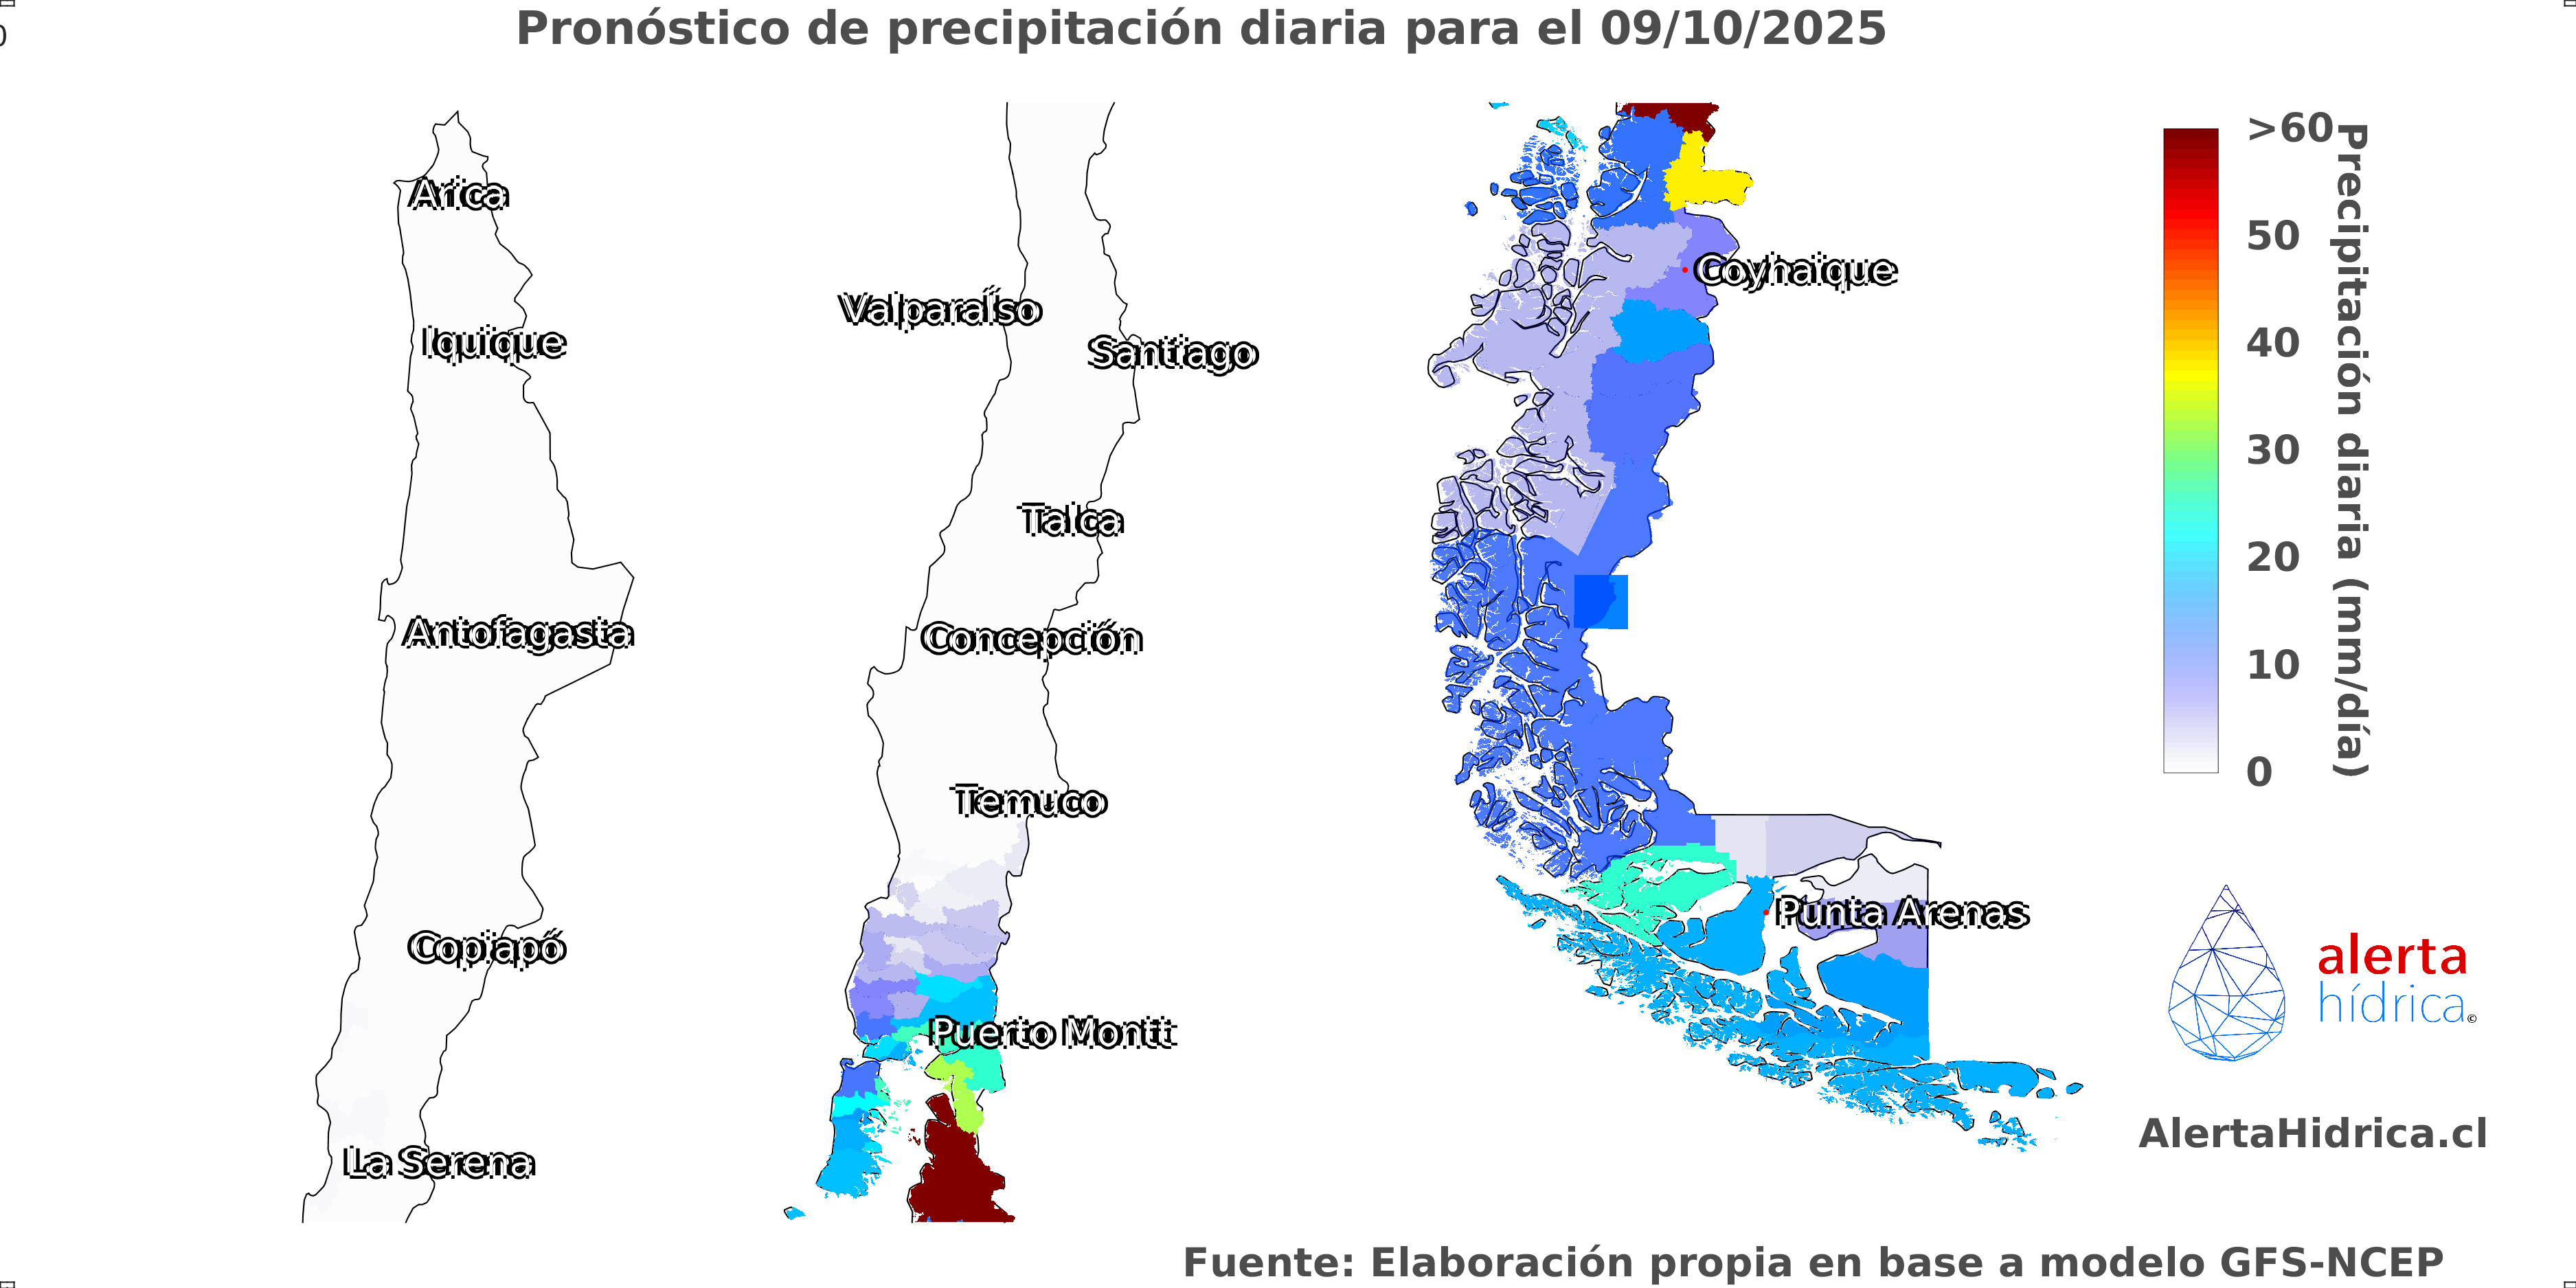 Pronóstico de precipitación diaria para el 09/10/2025
0
Arica
Iquique
Antofagasta
Copiapó
La Serena
Valparaíso
Santiago
Talca
Concepción
Temuco
Puerto Montt
Coyhaique
Punta Arenas
>60
50
40
30
20
10
0
Precipitación diaria (mm/día)
alerta
hídrica©
AlertaHidrica.cl
Fuente: Elaboración propia en base a modelo GFS-NCEP